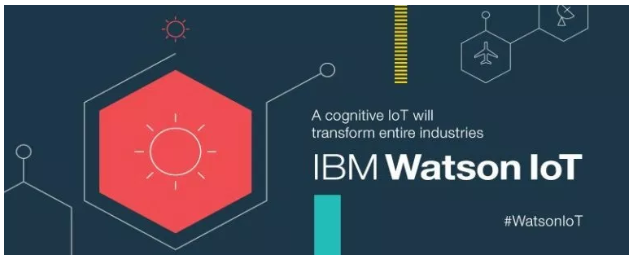 A cognitive IoT will
transform entire industries
IBM Watson IoT
#WatsonIoT